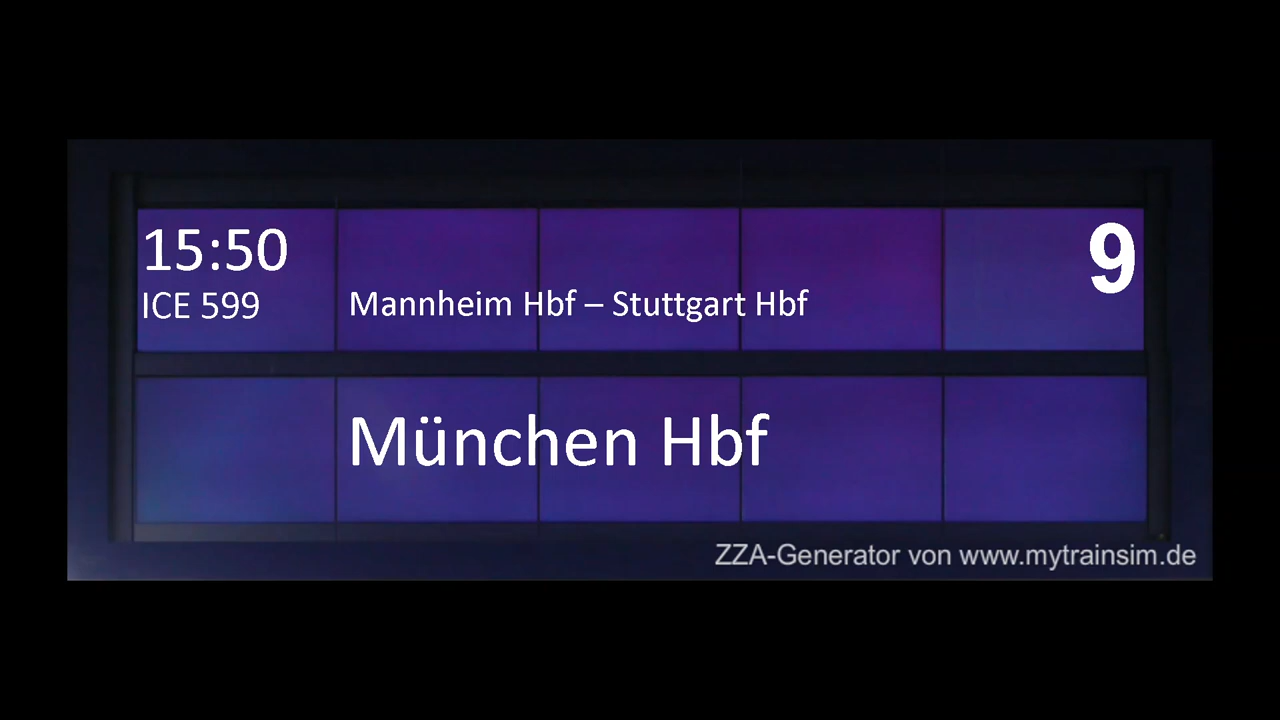 15:50
9
ICE 599
Mannheim Hbf – Stuttgart Hbf
München Hbf
ZZA-Generator von www.mytrainsim.de